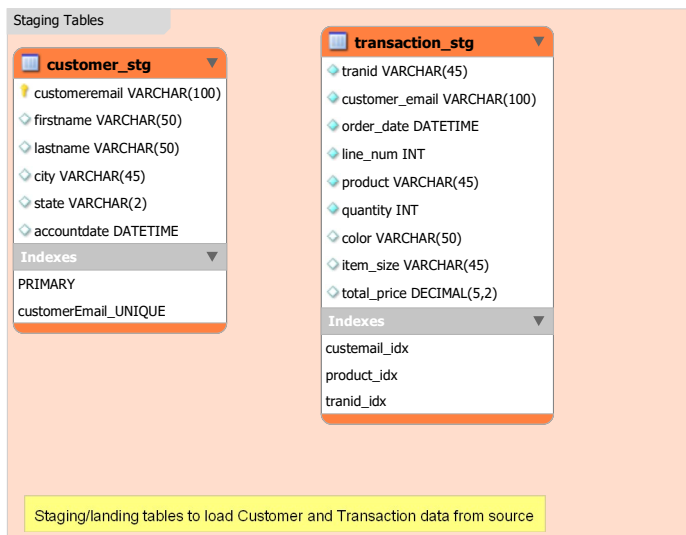 Staging Tables
customer_stg
customeremail VARCHAR(100)
firstname VARCHAR(50)
lastname VARCHAR(50)
city VARCHAR(45)
state VARCHAR(2)
accountdate DATETIME
Indexes
PRIMARY
customerEmail_UNIQUE
transaction_stg
tranid VARCHAR(45)
customer_email VARCHAR(100)
order_date DATETIME
line_num INT
product VARCHAR(45)
quantity INT
color VARCHAR(50)
item_size VARCHAR(45)
total_price DECIMAL(5,2)
Indexes
custemail_idx
product_idx
tranid_idx
Staging/landing tables to load Customer and Transaction data from source